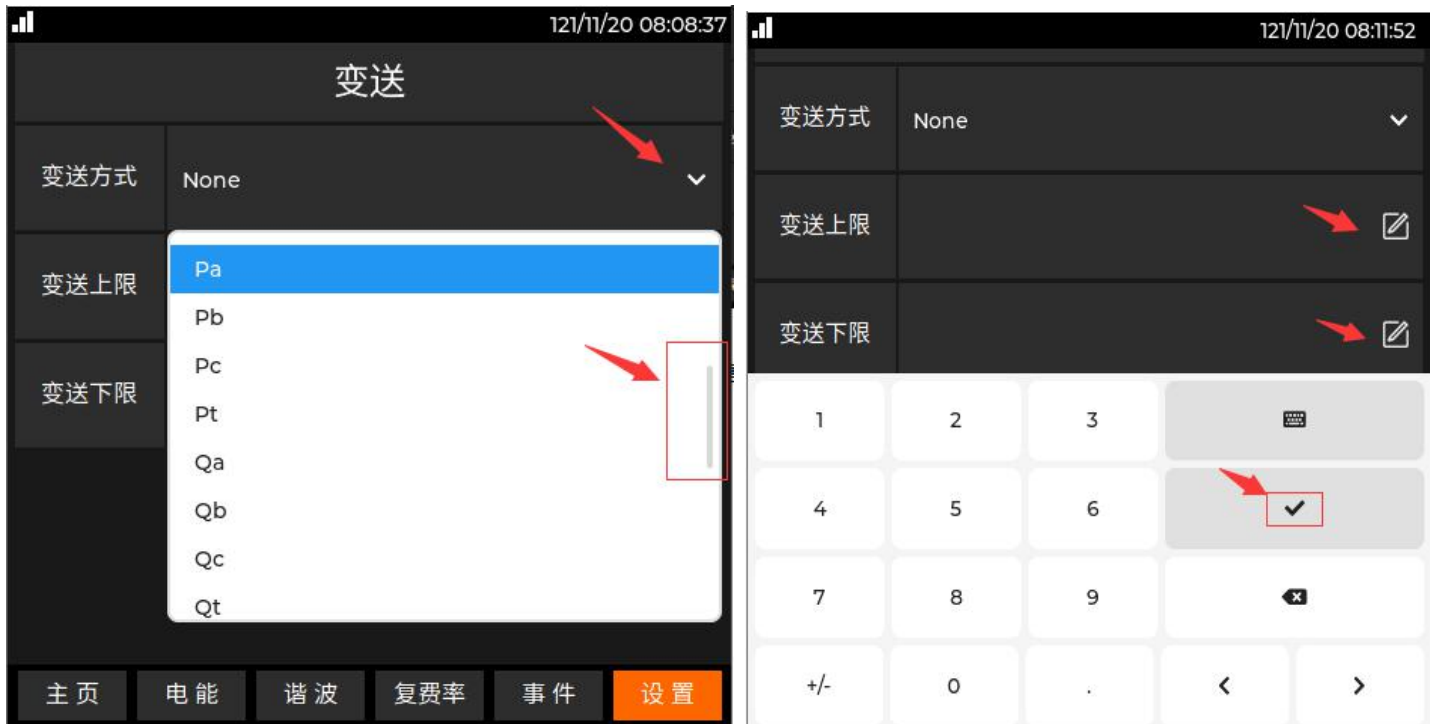 121/11/20 08:08:37
变送
变送方式 None
变送上限
变送下限
Pa
Pb
Pc
Pt
Qa
Qb
Qc
Qt
主页 电能 谐波 复费率 事件 设置
121/11/20 08:11:52
变送方式 None
变送上限
变送下限
1 2 3
4 5 6
7 8 9
+/- 0 .